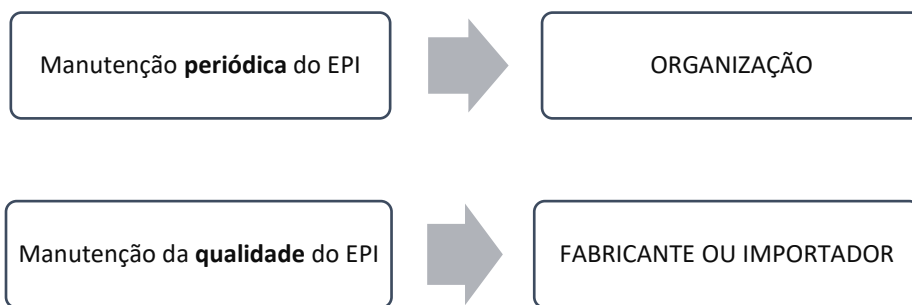 Manutenção periódica do EPI
ORGANIZAÇÃO
Manutenção da qualidade do EPI
FABRICANTE OU IMPORTADOR